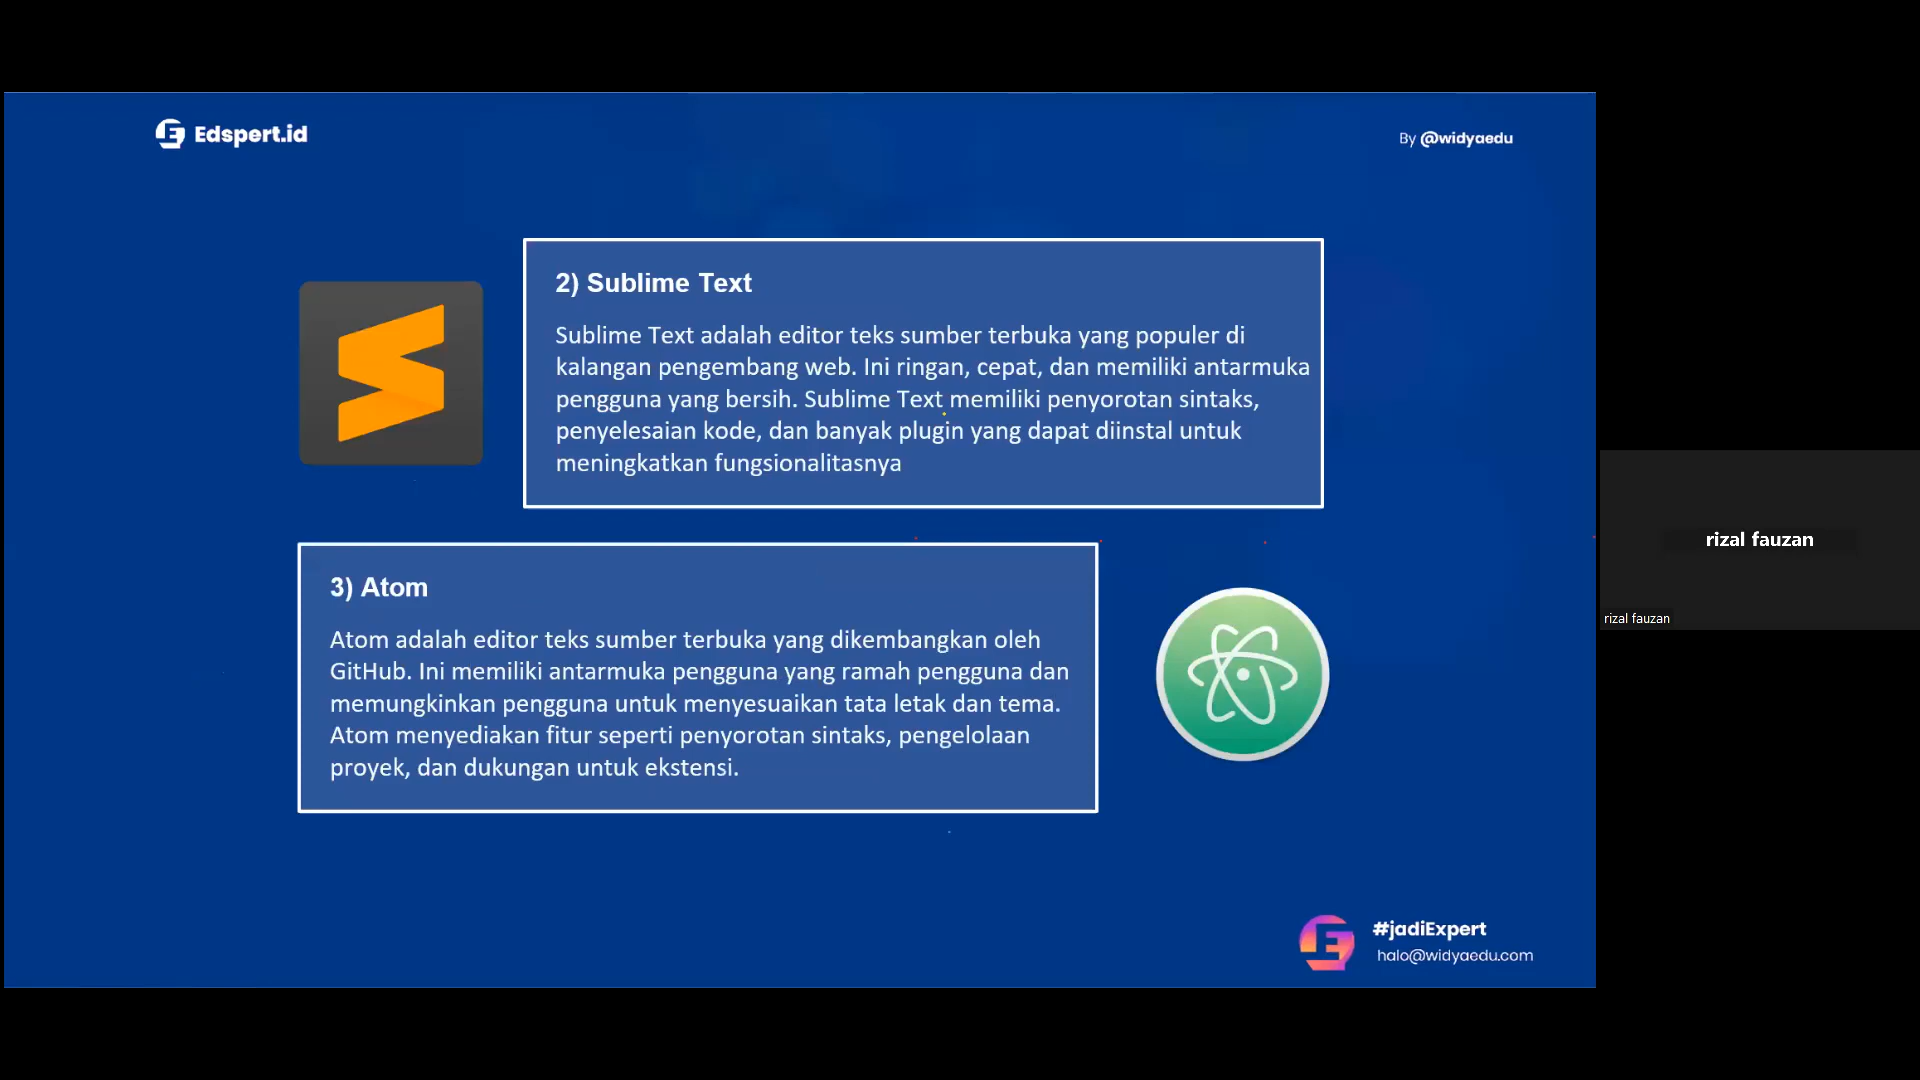 Edspert.id
By @widyaedu
2) Sublime Text
Sublime Text adalah editor teks sumber terbuka yang populer di
kalangan pengembang web. Ini ringan, cepat, dan memiliki antarmuka
pengguna yang bersih. Sublime Text memiliki penyorotan sintaks,
penyelesaian kode, dan banyak plugin yang dapat diinstal untuk
meningkatkan fungsionalitasnya
3) Atom
Atom adalah editor teks sumber terbuka yang dikembangkan oleh
GitHub. Ini memiliki antarmuka pengguna yang ramah pengguna dan
memungkinkan pengguna untuk menyesuaikan tata letak dan tema.
Atom menyediakan fitur seperti penyorotan sintaks, pengelolaan
proyek, dan dukungan untuk ekstensi.
#jadiExpert
halo@widyaedu.com
rizal fauzan
rizal fauzan